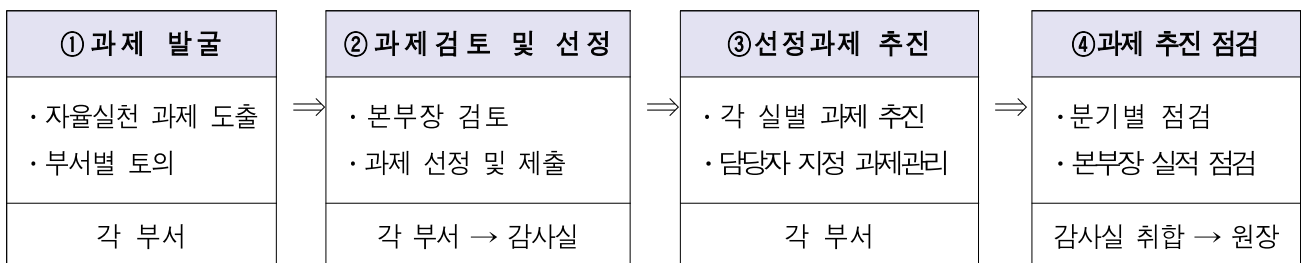 ①과제 발굴
· 자율실천 과제 도출
· 부서별 토의
각 부서
⇒
②과제검토 및 선정
· 본부장 검토
· 과제 선정 및 제출
각 부서 → 감사실
⇒
③선정과제 추진
· 각 실별 과제 추진
· 담당자 지정 과제관리
각 부서
⇒
④과제 추진 점검
· 분기별 점검
· 본부장 실적 점검
감사실 취합 → 원장